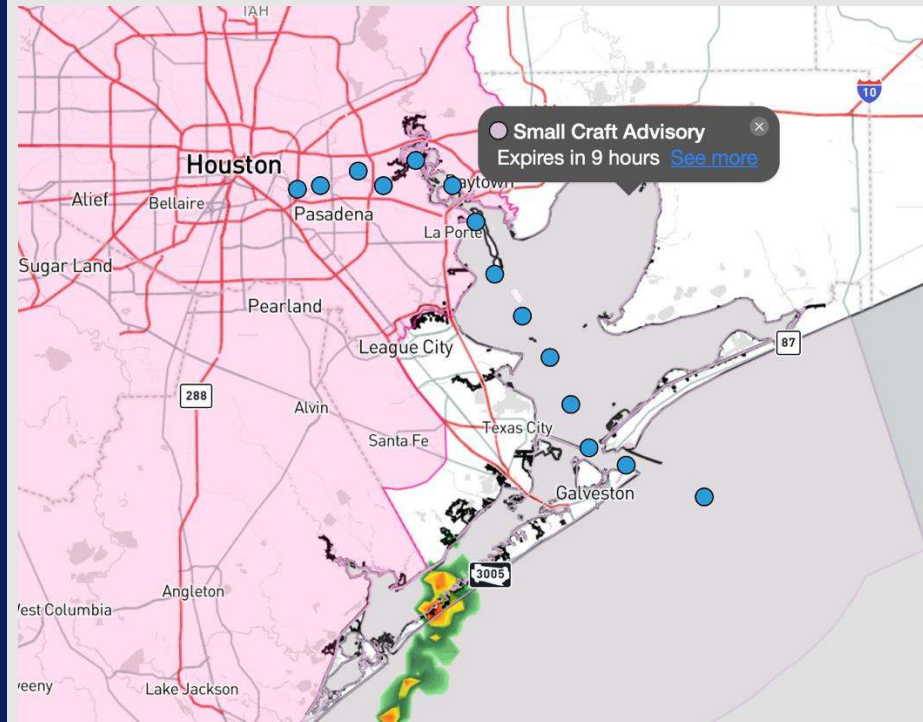 IAH
10
Small Craft Advisory
Expires in 9 hours See more
Houston
Baytown
Alief
Bellaire
Pasadena
La Porte
Sugar Land
Pearland
League City
87
288
Alvin
Texas City
Santa Fe
Galveston
3005
Angleton
West Columbia
Lake Jackson
eeny